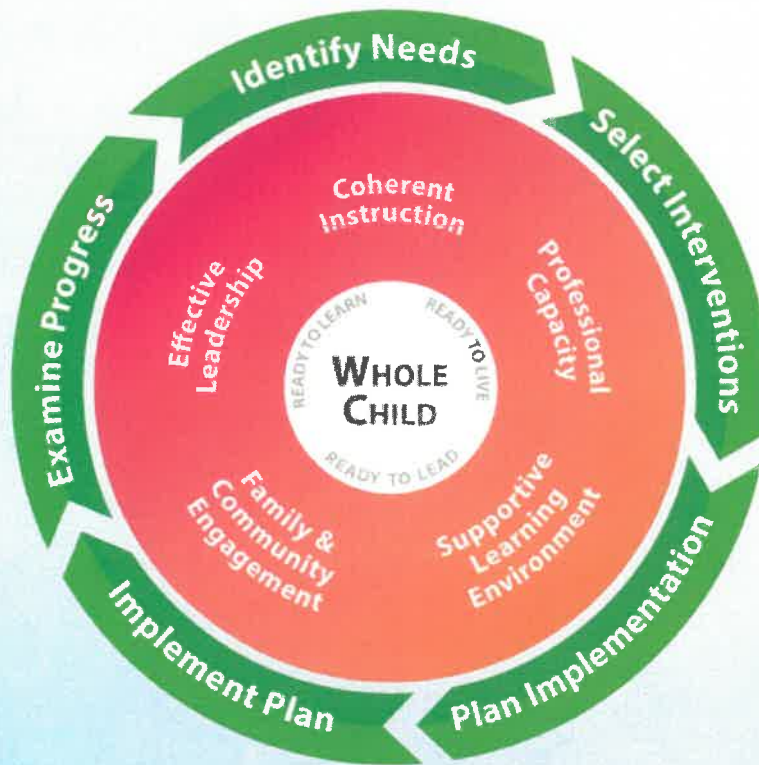 Identify Needs
Select Interventions
Plan Implementation
Implement Plan
Examine Progress
Coherent
Instruction
Professional
Capacity
Supportive
Learning
Environment
Family &
Community
Engagement
Effective
Leadership
READY TO LEARN
READY TO LIVE
READY TO LEAD
WHOLE
CHILD